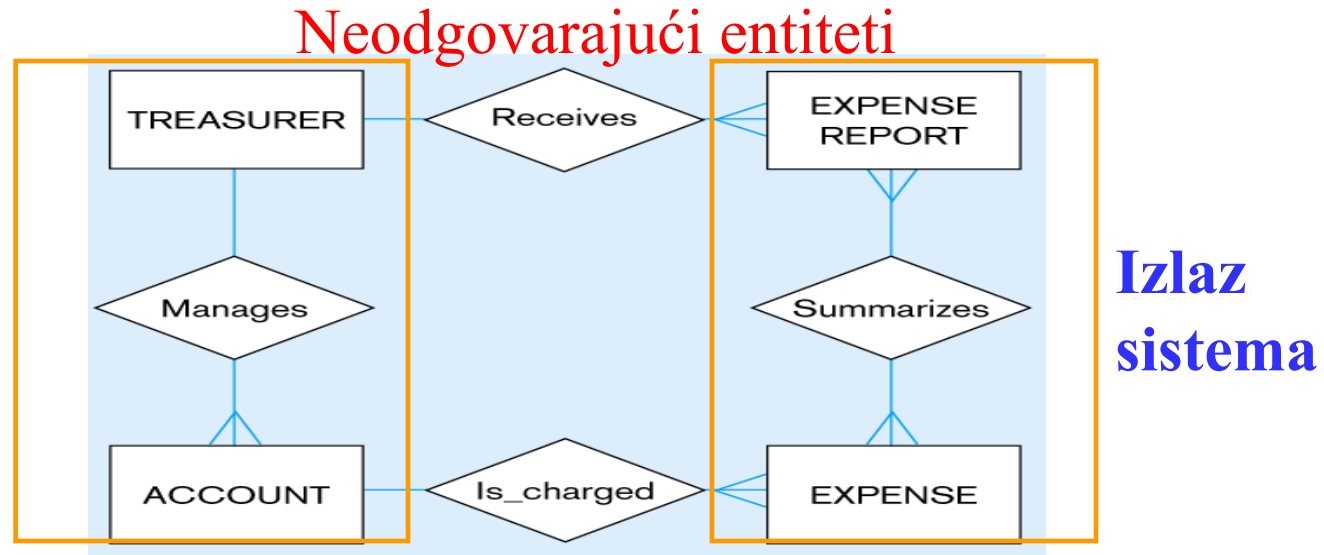 Neodgovarajući entiteti
TREASURER
Receives
EXPENSE
REPORT
Manages
Summarizes
Izlaz
sistema
ACCOUNT
Is_charged
EXPENSE